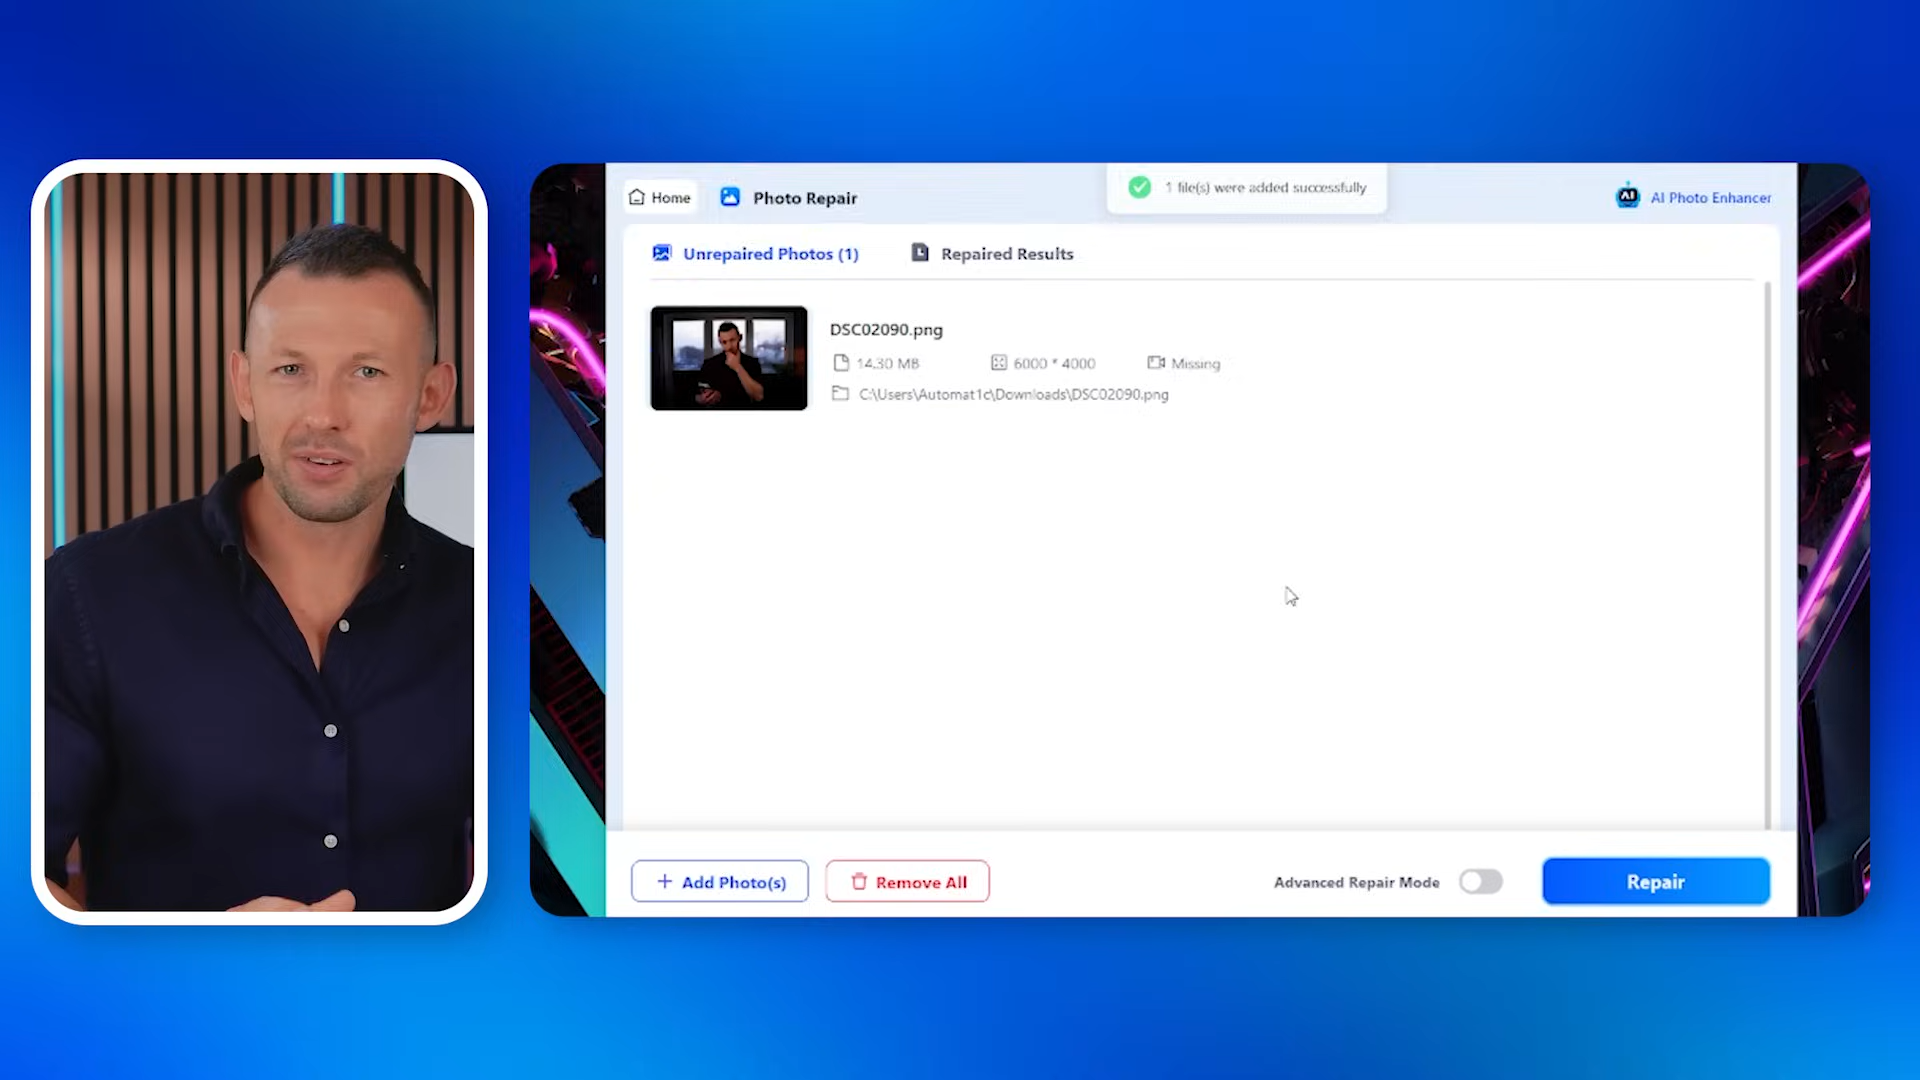 Home
Photo Repair
1 file(s) were added successfully
AI
AI Photo Enhancer
Unrepaired Photos (1)
Repaired Results
DSC02090.png
14.30 MB
6000 * 4000
Missing
C:\Users\Automat1c\Downloads\DSC02090.png
+ Add Photo(s)
Remove All
Advanced Repair Mode
Repair